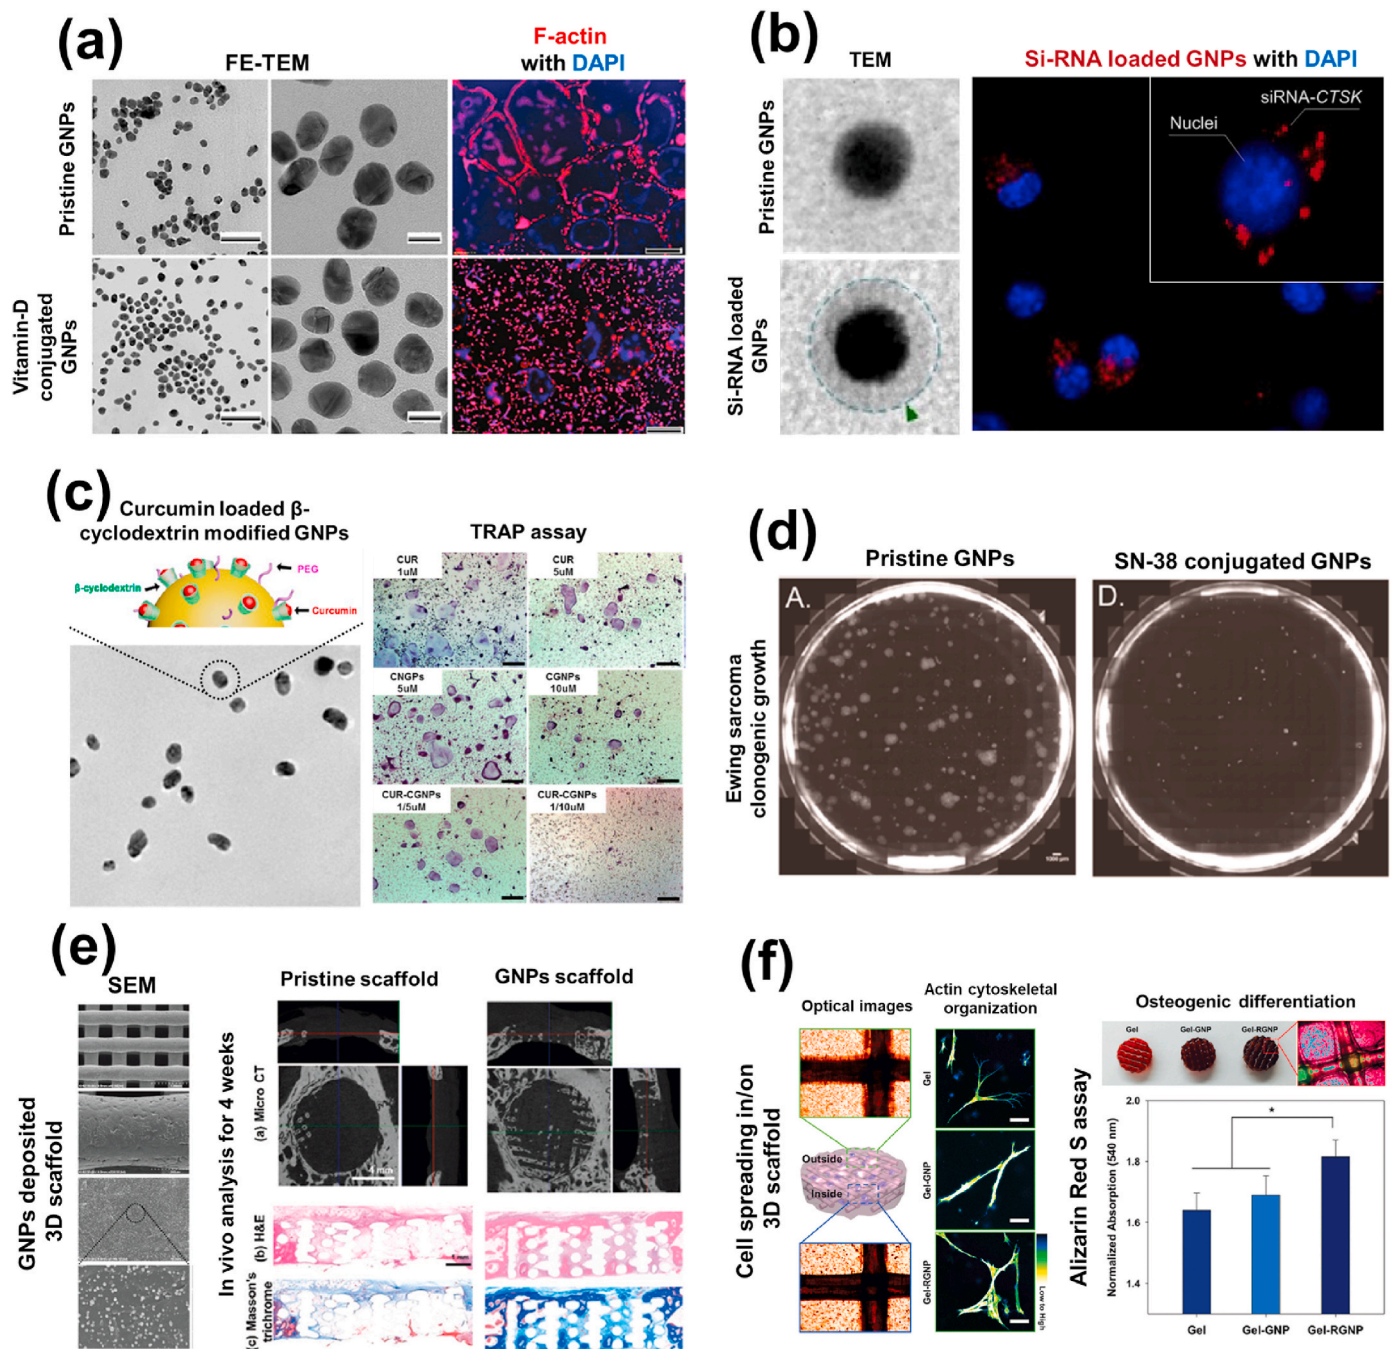 (a)
FE-TEM
F-actin
with DAPI
Pristine GNPs
Vitamin-D
conjugated
GNPs
(b)
TEM
Si-RNA loaded GNPs with DAPI
Pristine GNPs
Si-RNA loaded
GNPs
siRNA-CTSK
Nuclei
(c)
Curcumin loaded β-
cyclodextrin modified GNPs
PEG
β-cyclodextrin
Curcumin
TRAP assay
CUR
1uM
CUR
5uM
CNGPs
5uM
CGNPs
10uM
CUR-CGNPs
1/5uM
CUR-CGNPs
1/10uM
(d)
Pristine GNPs
SN-38 conjugated GNPs
Ewing sarcoma
clonogenic growth
A.
D.
(e)
SEM
GNPs deposited
3D scaffold
Pristine scaffold
GNPs scaffold
In vivo analysis for 4 weeks
(a) Micro CT
4 mm
(b) H&E
(c) Masson's
trichrome
(f)
Optical images
Actin cytoskeletal
organization
Cell spreading in/on
3D scaffold
Outside
Inside
Gel
Gel-GNP
Gel-RGNP
Low to High
Osteogenic differentiation
Gel
Gel-GNP
Gel-RGNP
Alizarin Red S assay
Normalized Absorption (540 nm)
2.0
1.8
1.6
1.4
*
Gel
Gel-GNP
Gel-RGNP